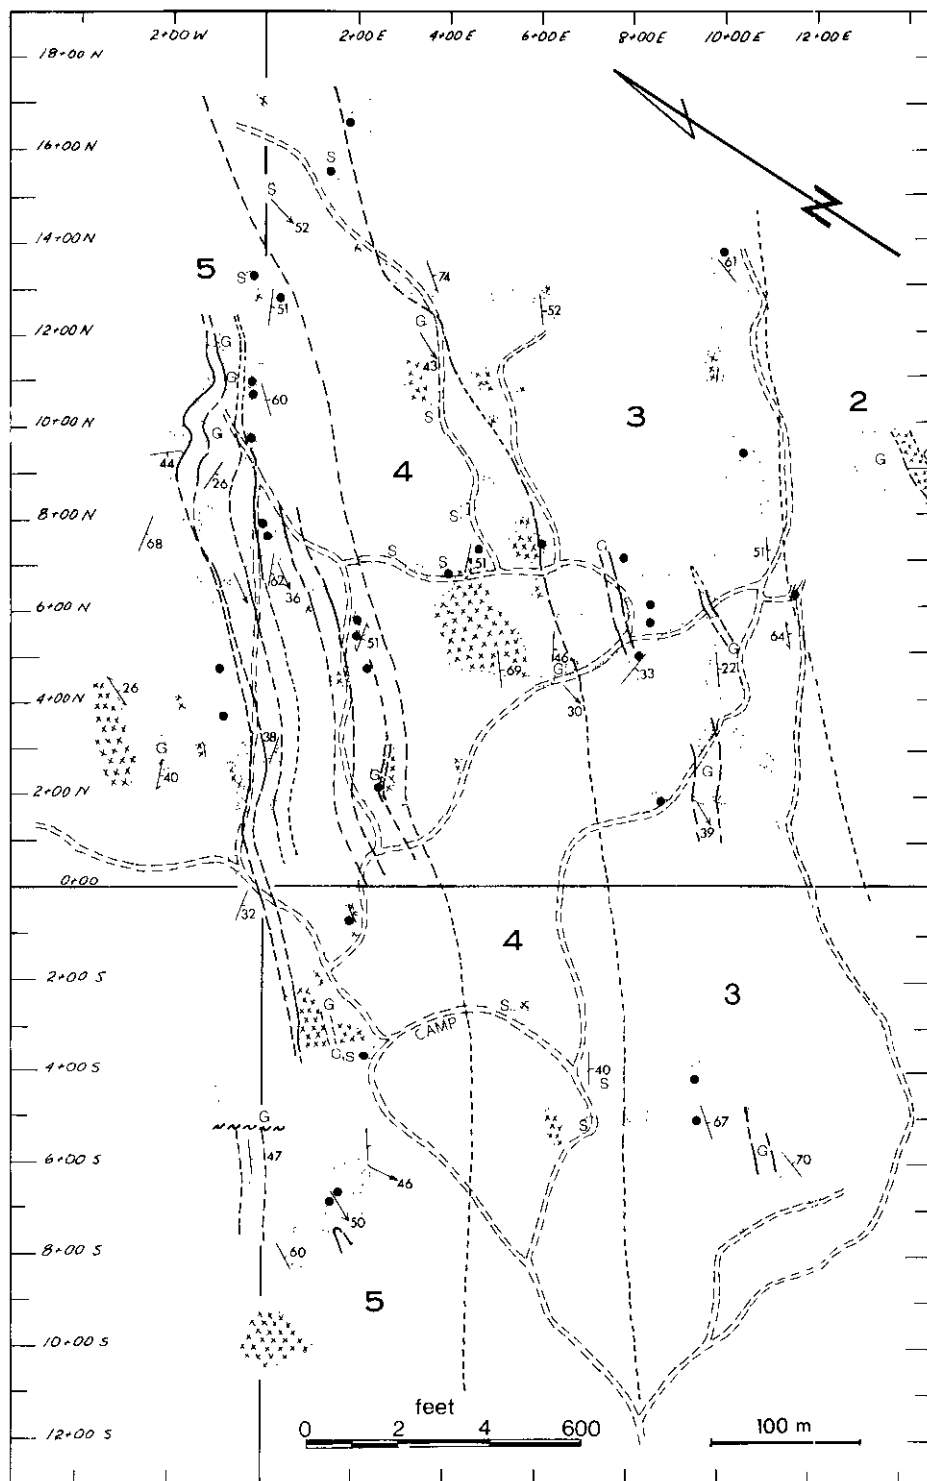 2+00 W 2+00 E 4+00 E 6+00 E 8+00 E 10+00 E 12+00 E
18+00 N
16+00 N
S
S
52
14+00 N
61
5
S
74
51
52
12+00 N
G
G
43
G
60
3
2
10+00 N
S
G
G
G
44
4
26
8+00 N
S
68
S
G
51
S
51
62
36
6+00 N
51
64
46
G
69
G
33
22
26
4+00 N
30
38
G
40
G
G
2+00 N
39
0+00
32
4
2+00 S
3
G
S
CAMP
G,S
4+00 S
40
S
G
S
67
47
6+00 S
G
70
46
50
60
8+00 S
5
10+00 S
feet
0 2 4 600
100 m
12+00 S
N